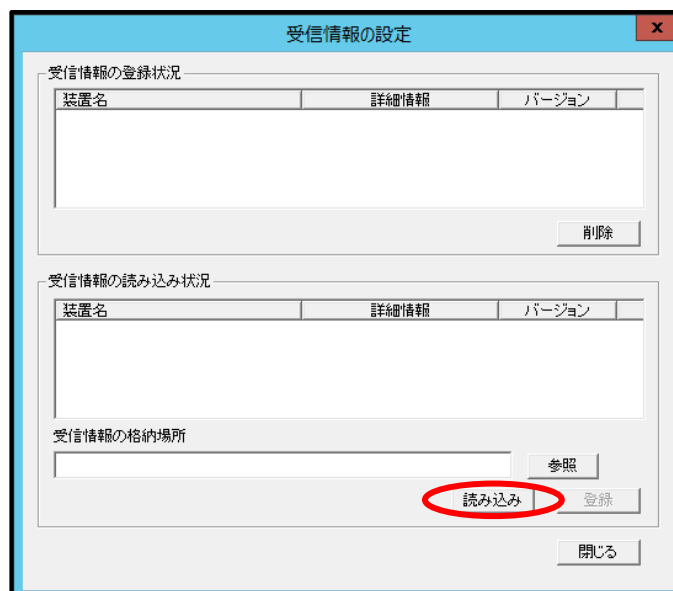 受信情報の設定
x
受信情報の登録状況
装置名 詳細情報 バージョン
削除
受信情報の読み込み状況
装置名 詳細情報 バージョン
受信情報の格納場所
参照
読み込み 登録
閉じる